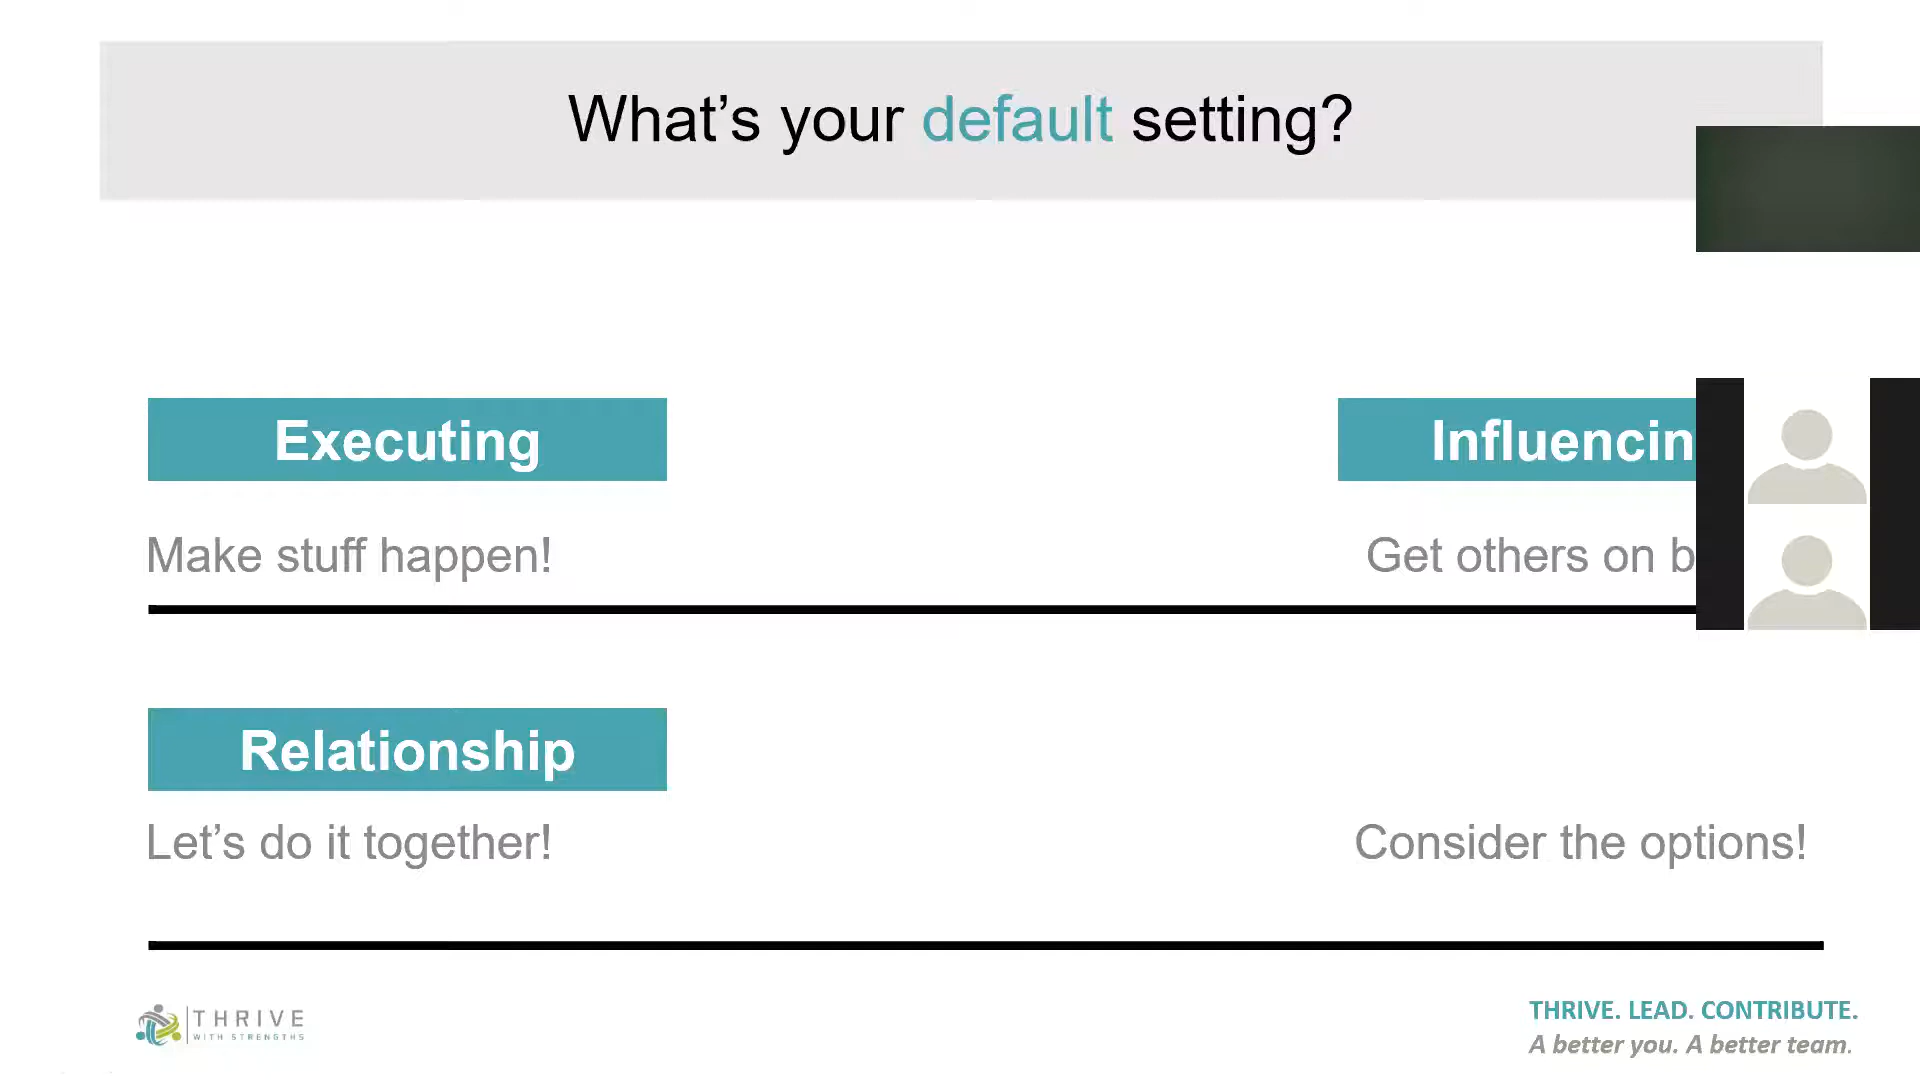 What's your default setting?
Executing
Influencin
Make stuff happen!
Get others on b
Relationship
Let's do it together!
Consider the options!
THRIVE
WITH STRENGTHS
THRIVE. LEAD. CONTRIBUTE.
A better you. A better team.